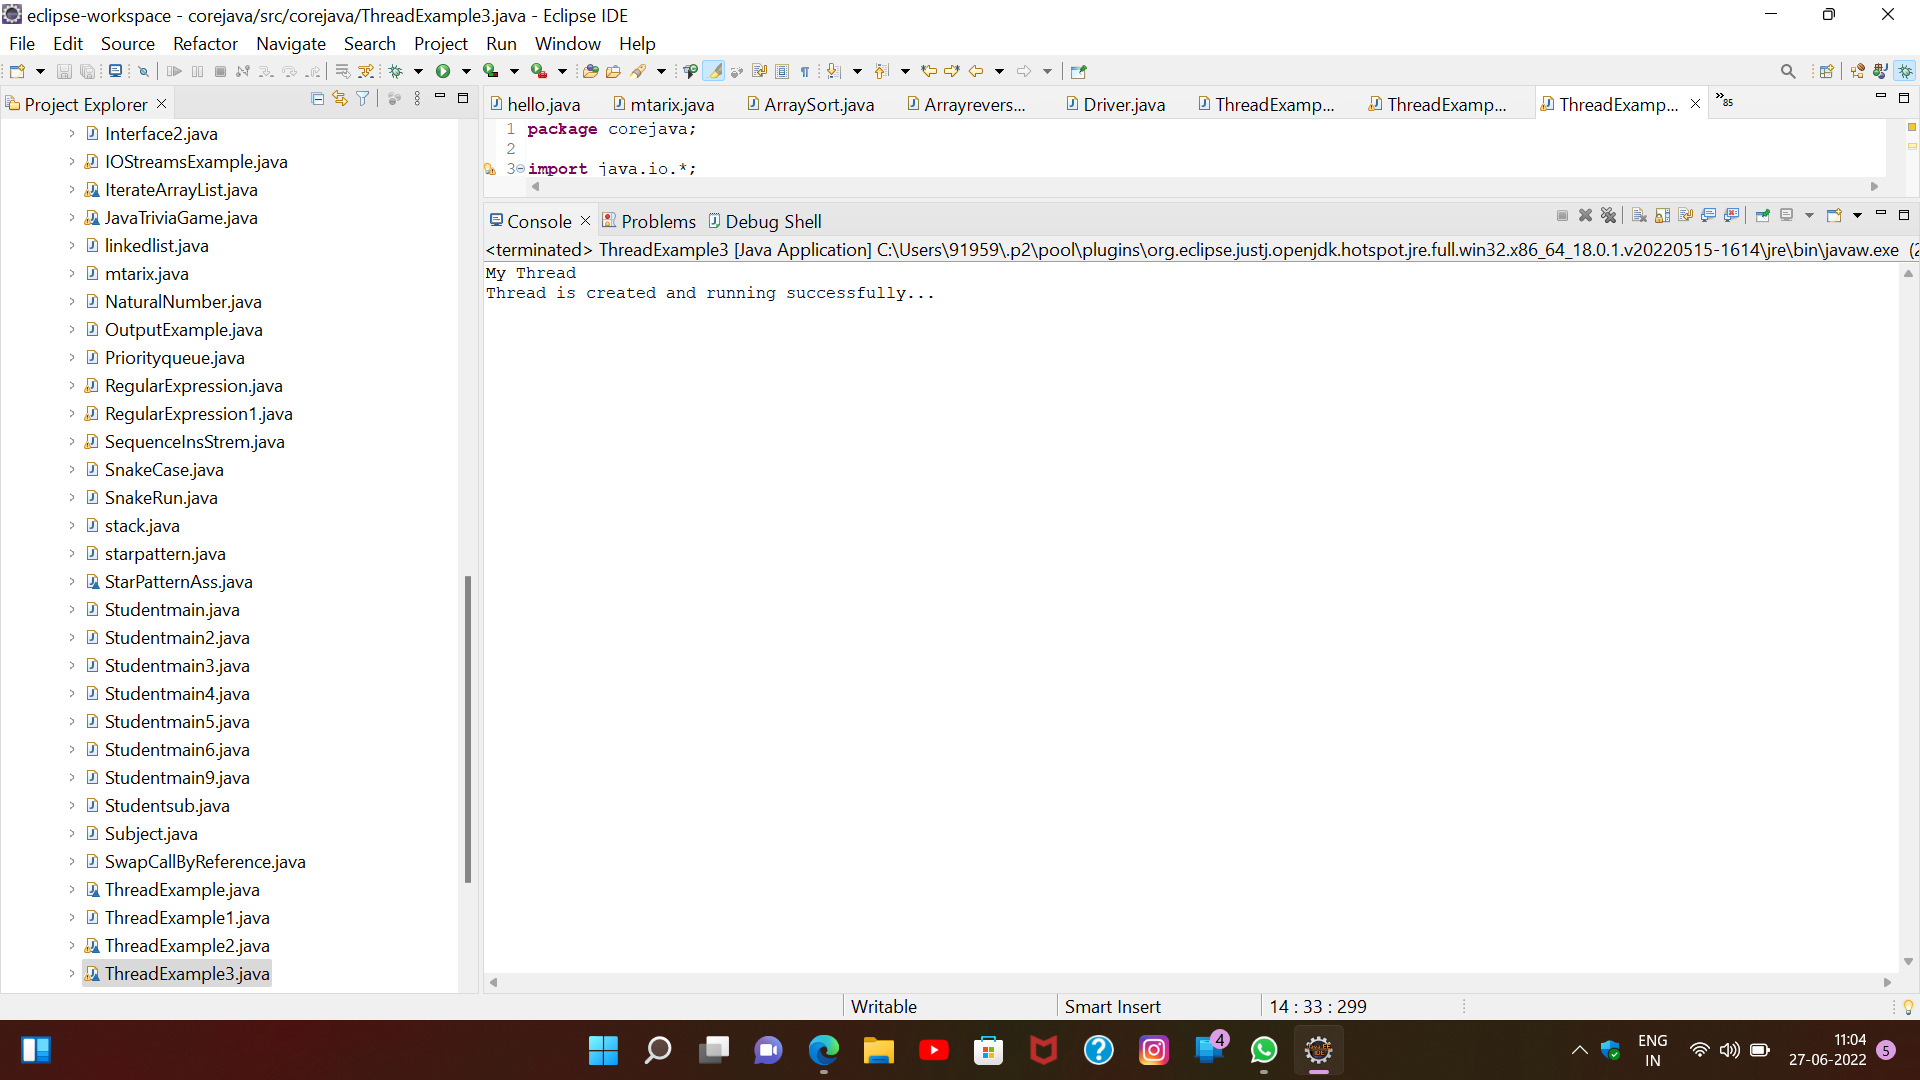 eclipse-workspace - corejava/src/corejava/ThreadExample3.java - Eclipse IDE
File Edit Source Refactor Navigate Search Project Run Window Help
Project Explorer
Interface2.java
IOStreamsExample.java
IterateArrayList.java
JavaTriviaGame.java
linkedlist.java
mtarix.java
NaturalNumber.java
OutputExample.java
Priorityqueue.java
RegularExpression.java
RegularExpression1.java
SequenceInsStrem.java
SnakeCase.java
SnakeRun.java
stack.java
starpattern.java
StarPatternAss.java
Studentmain.java
Studentmain2.java
Studentmain3.java
Studentmain4.java
Studentmain5.java
Studentmain6.java
Studentmain9.java
Studentsub.java
Subject.java
SwapCallByReference.java
ThreadExample.java
ThreadExample1.java
ThreadExample2.java
ThreadExample3.java
hello.java mtarix.java ArraySort.java Arrayrevers... Driver.java ThreadExamp... ThreadExamp... ThreadExamp... »85
1 package corejava;
2
3 import java.io.*;
Console Problems Debug Shell
<terminated> ThreadExample3 [Java Application] C:\Users\91959\.p2\pool\plugins\org.eclipse.justj.openjdk.hotspot.jre.full.win32.x86_64_18.0.1.v20220515-1614\jre\bin\javaw.exe (2
My Thread
Thread is created and running successfully...
Writable Smart Insert 14 : 33 : 299
4
ENG
IN
11:04
27-06-2022
5